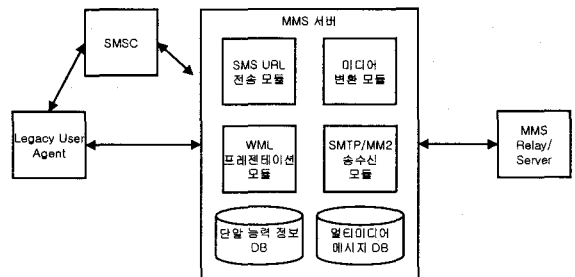 MMS 서버
SMSC
SMS URL
전송 모듈
미디어
변환 모듈
Legacy User
Agent
WML
프레젠테이션
모듈
SMTP/MM2
송수신
모듈
MMS
Relay/
Server
단말 능력 정보
DB
멀티미디어
메시지 DB